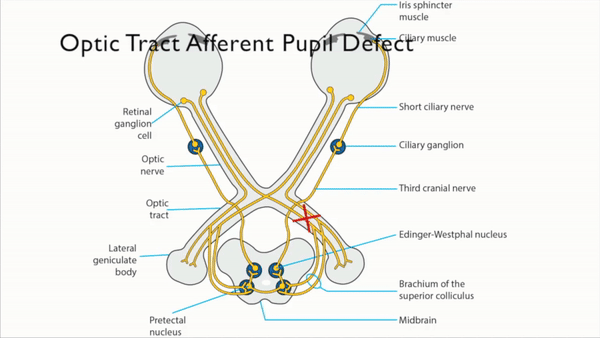 Optic Tract Afferent Pupil Defect
Iris sphincter
muscle
Ciliary muscle
Retinal
ganglion
cell
Short ciliary nerve
Ciliary ganglion
Optic
nerve
Third cranial nerve
Optic
tract
Edinger-Westphal nucleus
Lateral
geniculate
body
Brachium of the
superior colliculus
Pretectal
nucleus
Midbrain